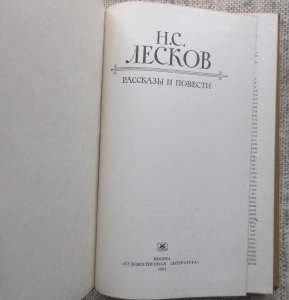 Н.С.
ЛЕСКОВ
РАССКАЗЫ И ПОВЕСТИ
МОСКВА
«ХУДОЖЕСТВЕННАЯ ЛИТЕРАТУРА»